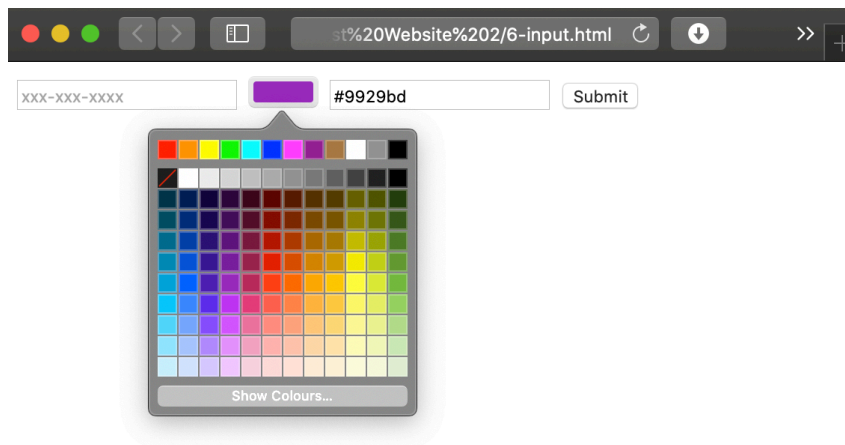 st%20Website%202/6-input.html
xxx-xxx-xxxx
#9929bd
Submit
Show Colours...